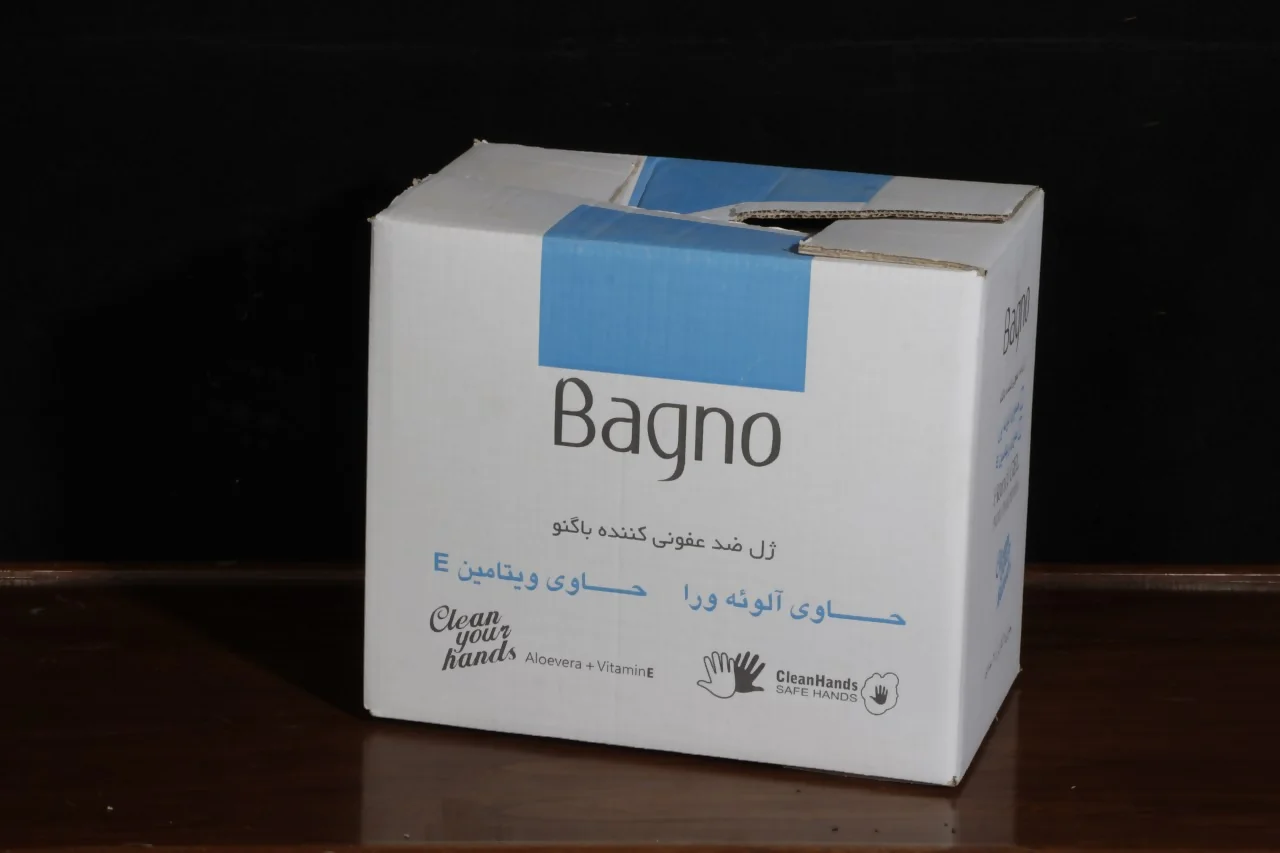 Bagno
ژل ضد عفونی کننده باگنو
حاوی آلوئه ورا حاوی ویتامین E
Clean
your
hands
Aloevera + VitaminE
CleanHands
SAFE HANDS
Bagno